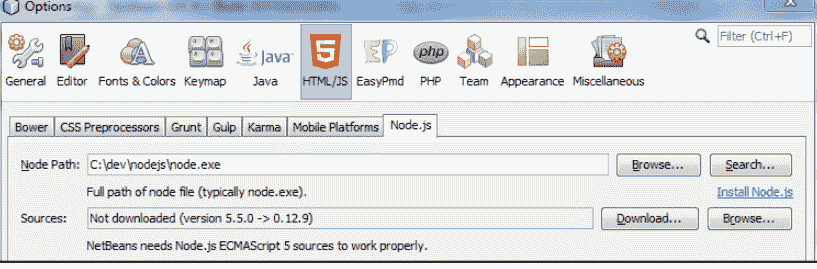 Options
Filter (Ctrl+F)
Java
php
General Editor Fonts & Colors Keymap Java HTML/JS EasyPmd PHP Team Appearance Miscellaneous
Bower CSS Preprocessors Grunt Gulp Karma Mobile Platforms Node.js
Node Path: C:\dev\nodejs\node.exe Browse... Search...
Full path of node file (typically node.exe). Install Node.js
Sources: Not downloaded (version 5.5.0 -> 0.12.9) Download... Browse...
NetBeans needs Node.js ECMAScript 5 sources to work properly.